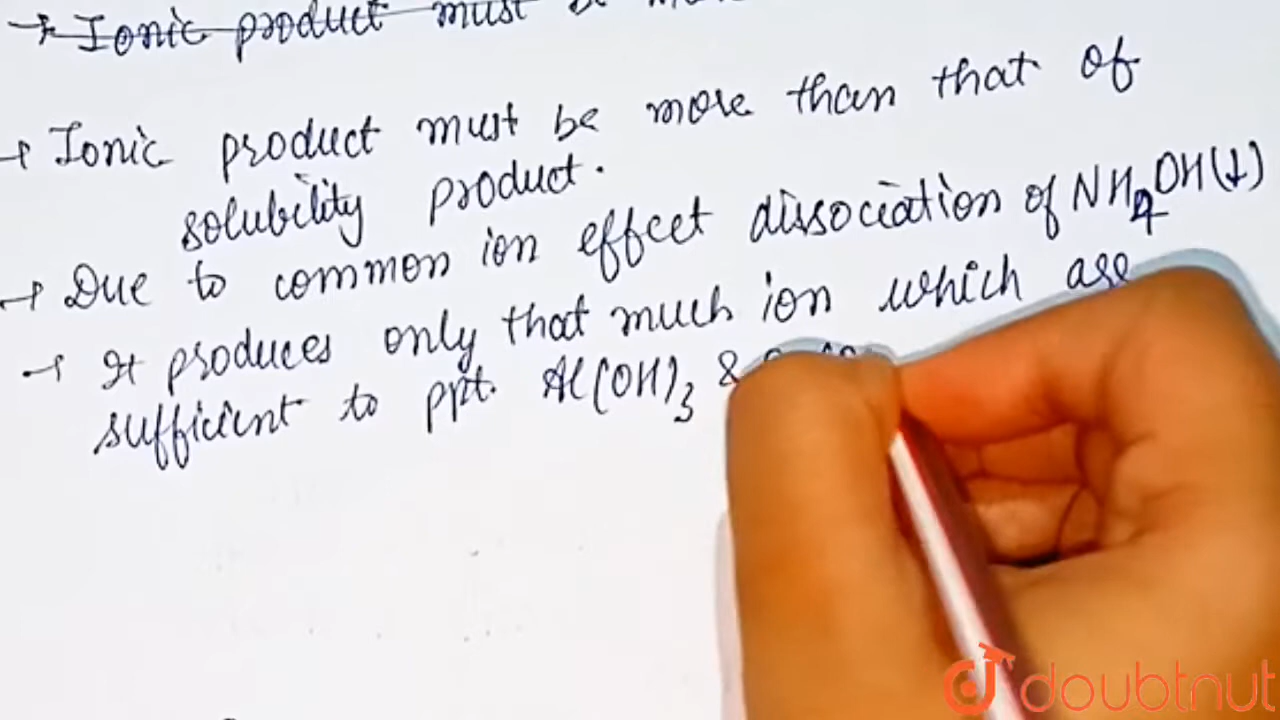 → Ionic product must be
→ Ionic product must be more than that of
solubility product.
→ Due to common ion effect dissociation of NH4OH(↓)
→ It produces only that much ion which are
sufficient to ppt. Al(OH)3 &
doubtnut